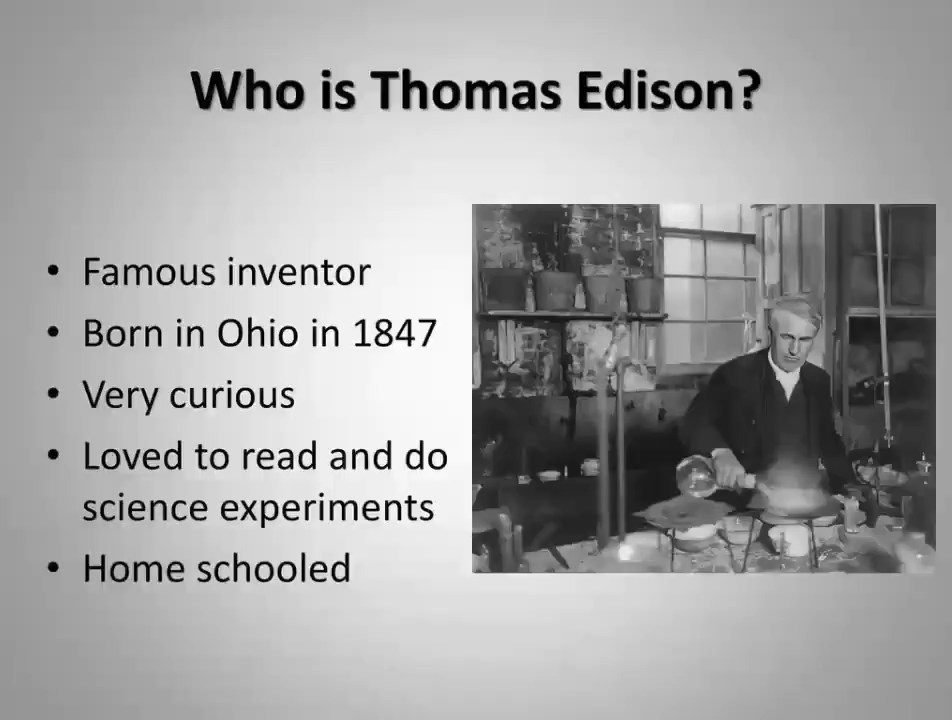 Who is Thomas Edison?
• Famous inventor
• Born in Ohio in 1847
• Very curious
• Loved to read and do
science experiments
• Home schooled